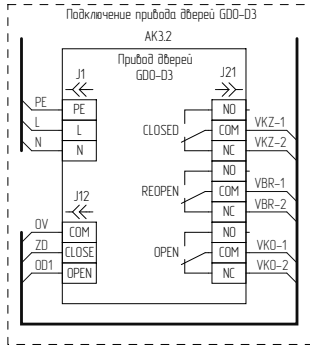 Подключение привода дверей GDO-D3
AK3.2
Привод дверей
GDO-D3
J1
J21
PE
PE
L
L
N
N
CLOSED
NO
COM
VKZ-1
NC
VKZ-2
REOPEN
NO
COM
VBR-1
NC
VBR-2
J12
0V
COM
ZD
CLOSE
OD1
OPEN
OPEN
NO
COM
VKO-1
NC
VKO-2